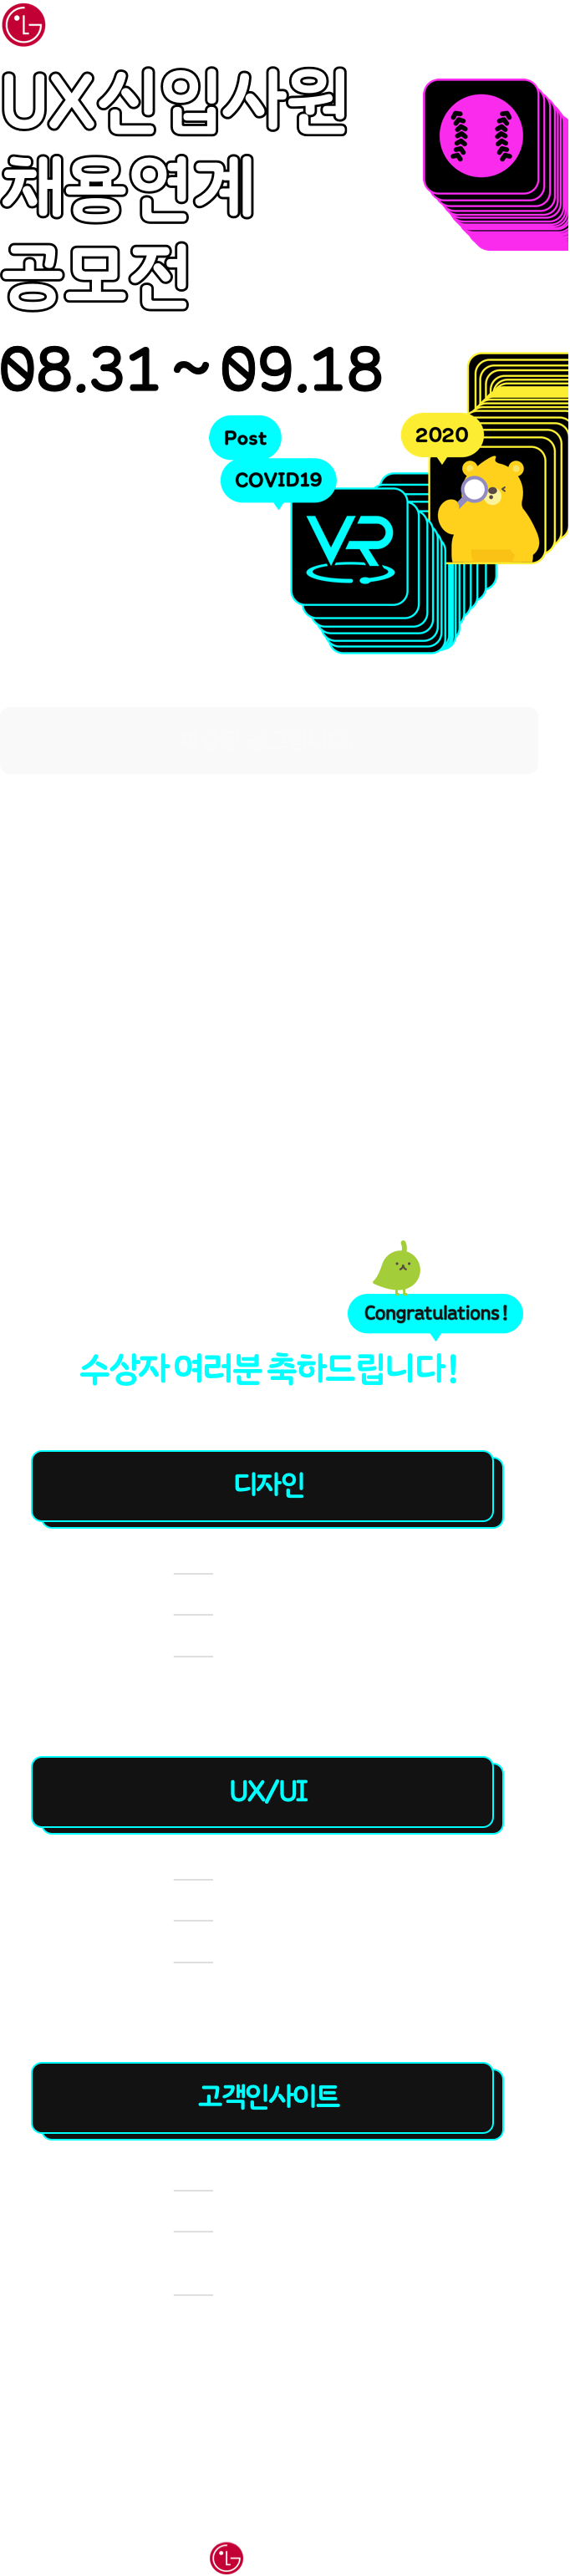 UX신입사원
채용연계
공모전
08.31 ~ 09.18
Post
COVID19
2020
VR
Congratulations!
수상자 여러분 축하드립니다!
디자인
UX/UI
고객인사이트